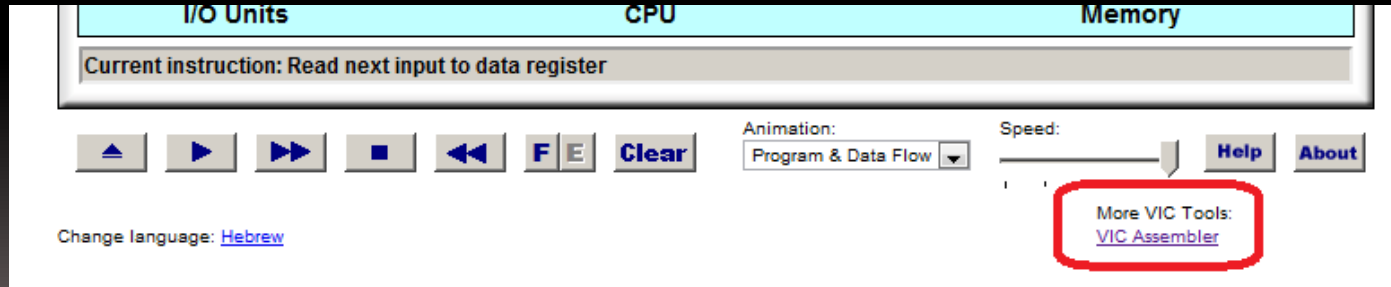 I/O Units CPU Memory
Current instruction: Read next input to data register
Animation: Speed:
F E Clear Program & Data Flow Help About
More VIC Tools:
Change language: Hebrew VIC Assembler